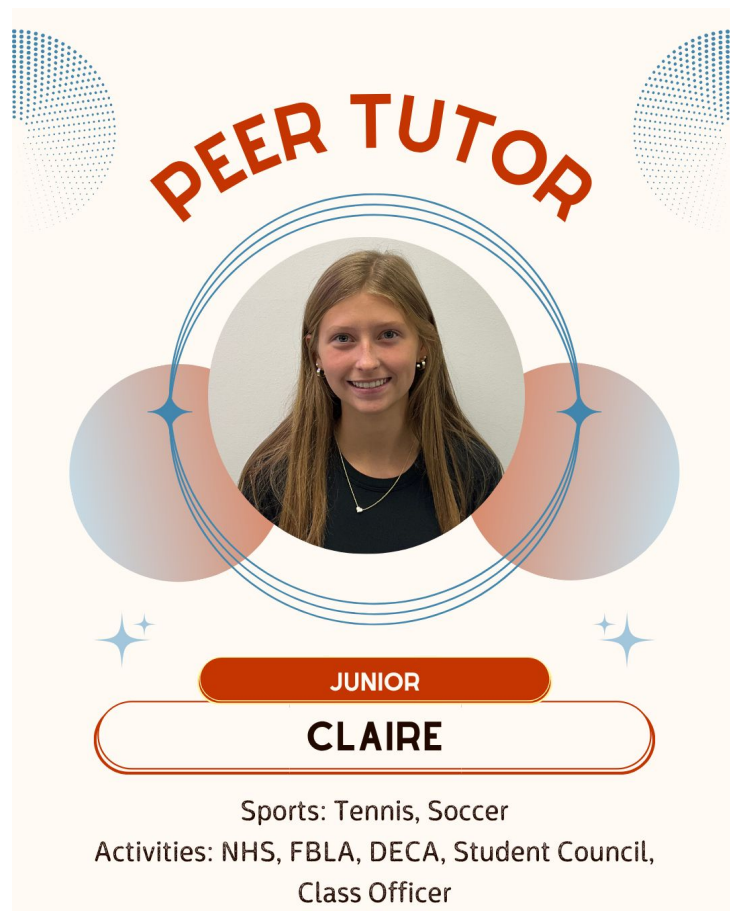 PEER TUTOR
JUNIOR
CLAIRE
Sports: Tennis, Soccer
Activities: NHS, FBLA, DECA, Student Council,
Class Officer